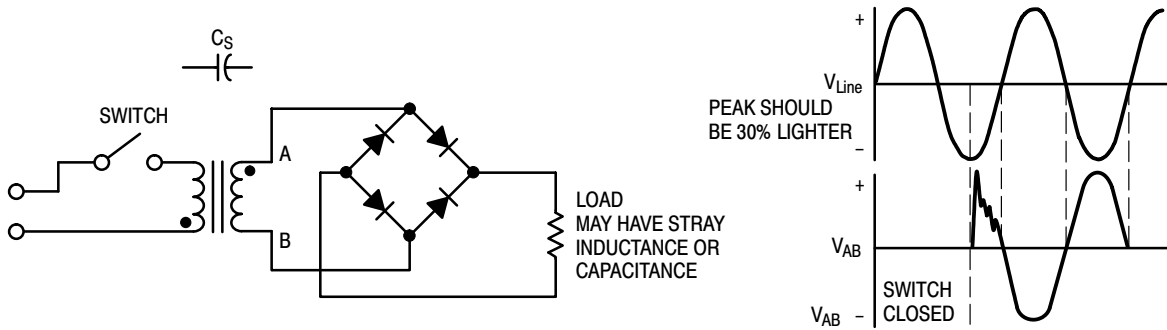 C_S
SWITCH
A
B
LOAD
MAY HAVE STRAY
INDUCTANCE OR
CAPACITANCE
+
V_Line
PEAK SHOULD
BE 30% LIGHTER
–
+
V_AB
SWITCH
CLOSED
V_AB –